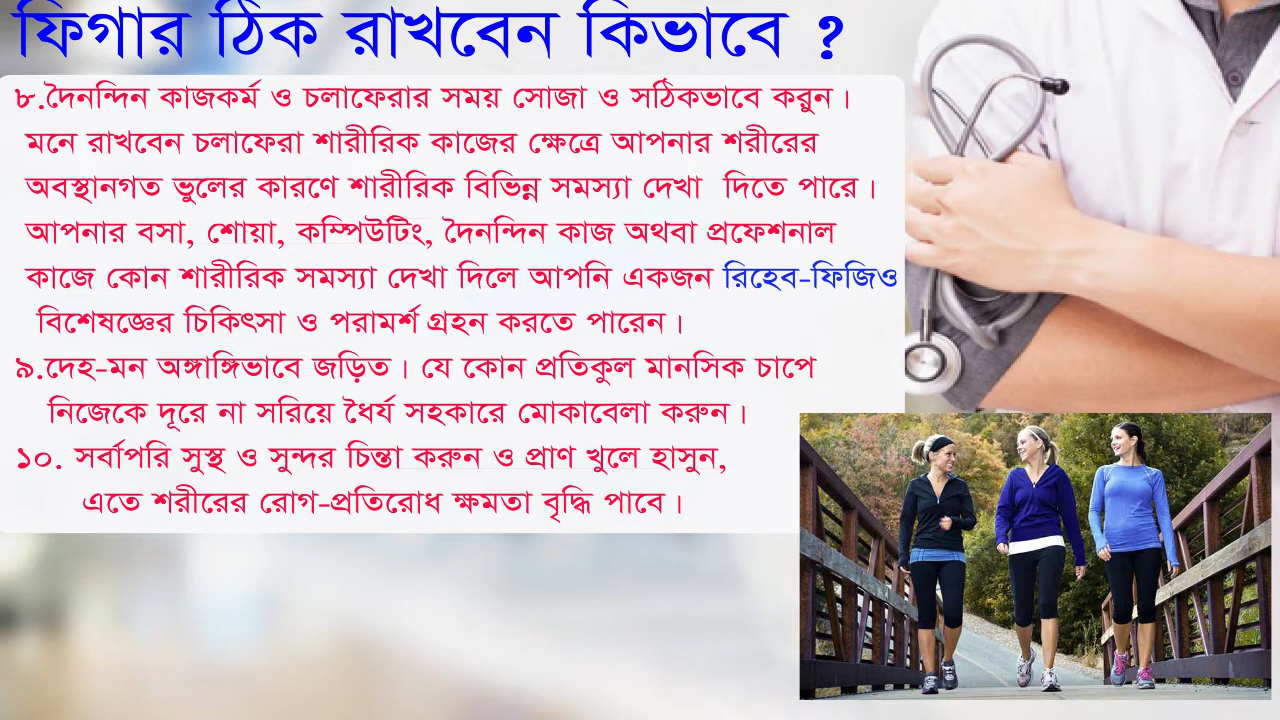 ফিগার ঠিক রাখবেন কিভাবে ?
৮.দৈনন্দিন কাজকর্ম ও চলাফেরার সময় সোজা ও সঠিকভাবে করুন।
মনে রাখবেন চলাফেরা শারীরিক কাজের ক্ষেত্রে আপনার শরীরের
অবস্থানগত ভুলের কারণে শারীরিক বিভিন্ন সমস্যা দেখা দিতে পারে।
আপনার বসা, শোয়া, কম্পিউটিং, দৈনন্দিন কাজ অথবা প্রফেশনাল
কাজে কোন শারীরিক সমস্যা দেখা দিলে আপনি একজন রিহেব-ফিজিও
বিশেষজ্ঞের চিকিৎসা ও পরামর্শ গ্রহন করতে পারেন।
৯.দেহ-মন অঙ্গাঙ্গিভাবে জড়িত। যে কোন প্রতিকুল মানসিক চাপে
নিজেকে দূরে না সরিয়ে ধৈর্য সহকারে মোকাবেলা করুন।
১০. সর্বাপরি সুস্থ ও সুন্দর চিন্তা করুন ও প্রাণ খুলে হাসুন,
এতে শরীরের রোগ-প্রতিরোধ ক্ষমতা বৃদ্ধি পাবে।